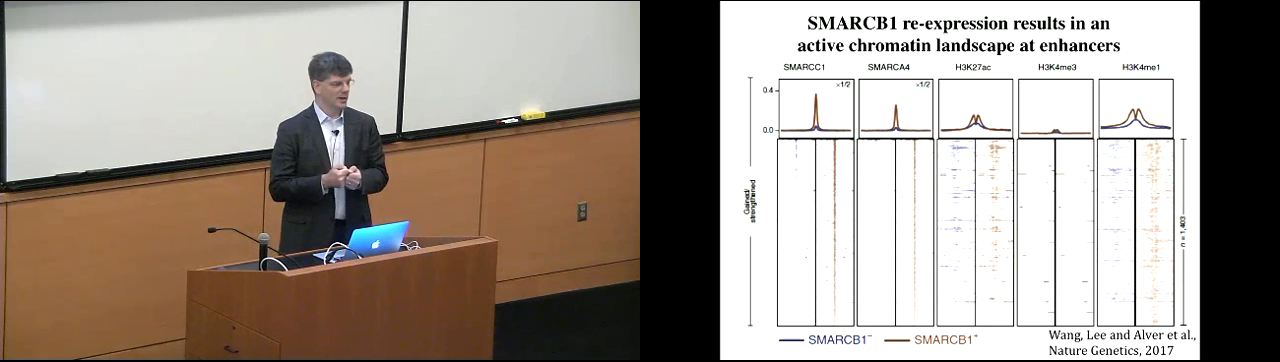 SMARCB1 re-expression results in an
active chromatin landscape at enhancers
SMARCC1 SMARCA4 H3K27ac H3K4me3 H3K4me1
×1/2 ×1/2
0.4
0.0
Gained/
strengthened
n = 1,403
SMARCB1⁻ SMARCB1⁺
Wang, Lee and Alver et al.,
Nature Genetics, 2017